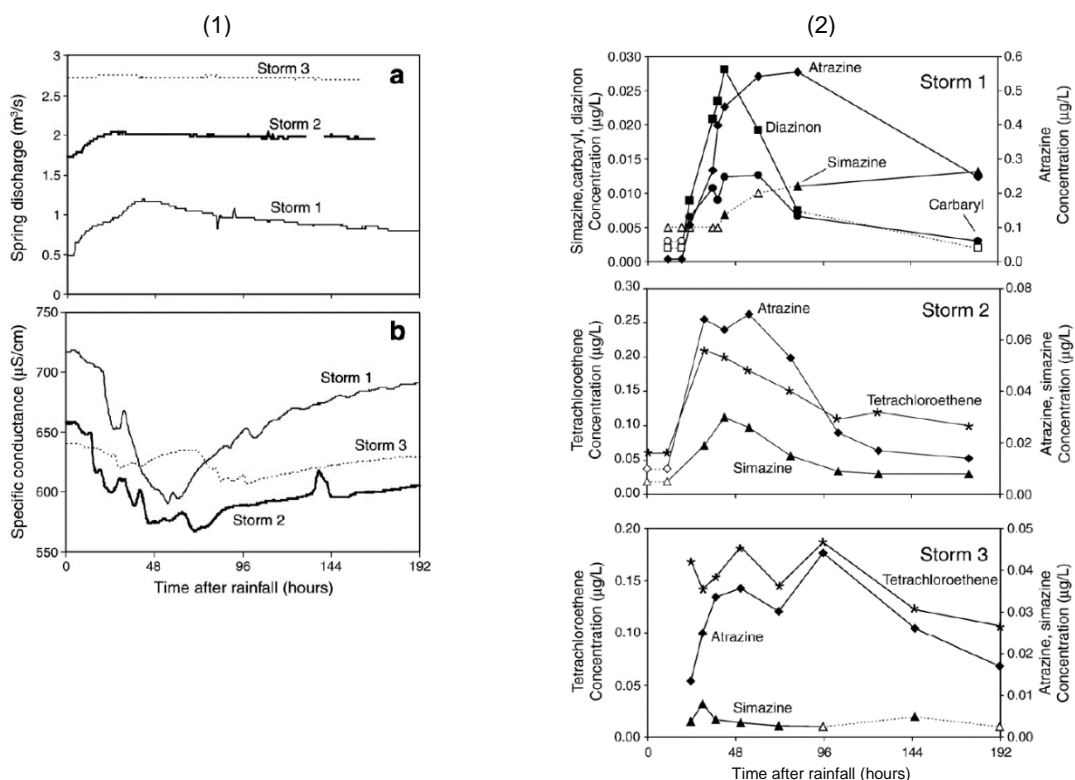 (1)
(2)
3
2.5
2
1.5
1
0.5
0
Spring discharge (m³/s)
Storm 3
a
Storm 2
Storm 1
750
700
650
600
550
Specific conductance (µS/cm)
b
Storm 1
Storm 3
Storm 2
0 48 96 144 192
Time after rainfall (hours)
0.030
0.025
0.020
0.015
0.010
0.005
0.000
Simazine,carbaryl, diazinon
Concentration (µg/L)
Atrazine
Storm 1
Diazinon
Simazine
Carbaryl
0.6
0.5
0.4
0.3
0.2
0.1
0.0
Atrazine
Concentration (µg/L)
0.30
0.25
0.20
0.15
0.10
0.05
0.00
Tetrachloroethene
Concentration (µg/L)
Atrazine
Storm 2
Tetrachloroethene
Simazine
0.08
0.06
0.04
0.02
0.00
Atrazine, simazine
Concentration (µg/L)
0.20
0.15
0.10
0.05
0.00
Tetrachloroethene
Concentration (µg/L)
Storm 3
Tetrachloroethene
Atrazine
Simazine
0.05
0.04
0.03
0.02
0.01
0.00
Atrazine, simazine
Concentration (µg/L)
0 48 96 144 192
Time after rainfall (hours)